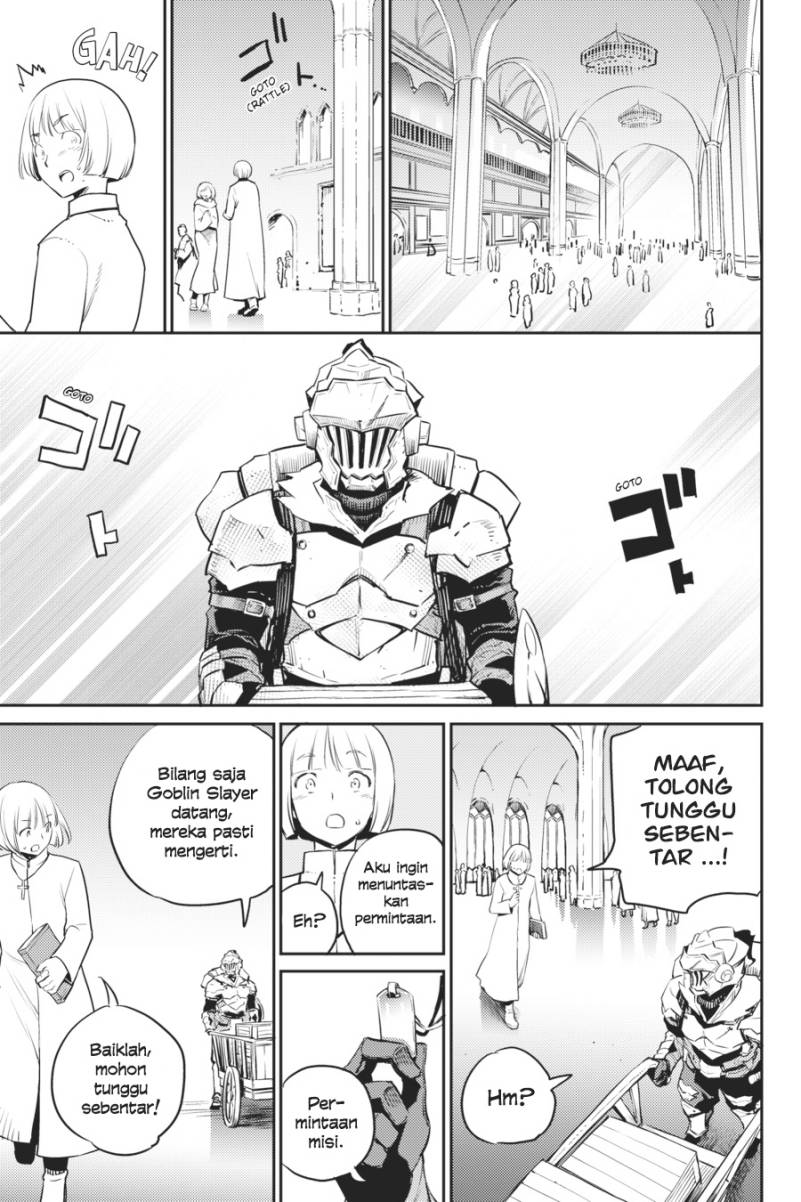 ゴト…
GOTO
(RATTLE)
GAH!
ゴト
GOTO
ゴトッ
GOTO
MAAF,
TOLONG
TUNGGU
SEBEN-
TAR ...!
Hm?
Aku ingin
menuntas-
kan
permintaan.
Eh?
Per-
mintaan
misi.
Bilang saja
Goblin Slayer
datang,
mereka pasti
mengerti.
Baiklah,
mohon
tunggu
sebentar!